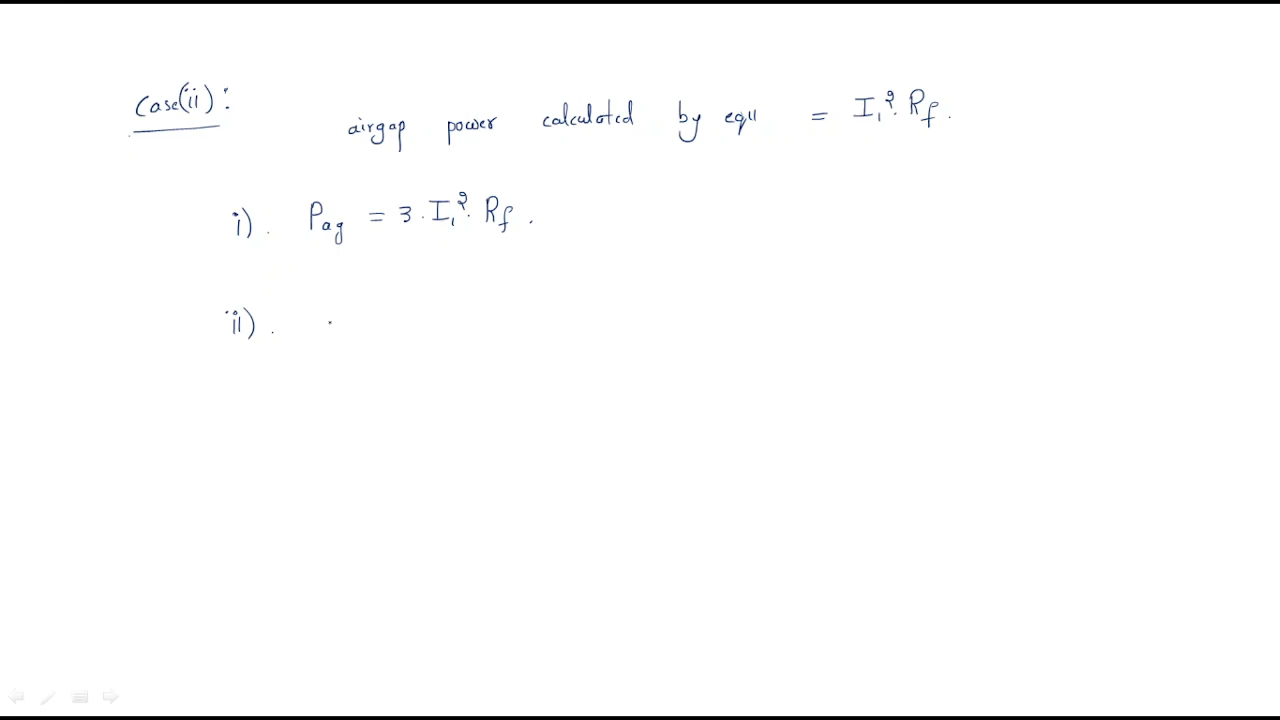 Case(ii):
airgap power calculated by eqn = I₁². Rf.
i). Pag = 3. I₁². Rf.
ii).